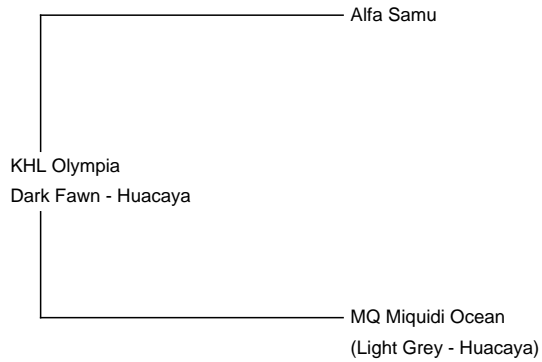 Alfa Samu
KHL Olympia
Dark Fawn - Huacaya
MQ Miquidi Ocean
(Light Grey - Huacaya)